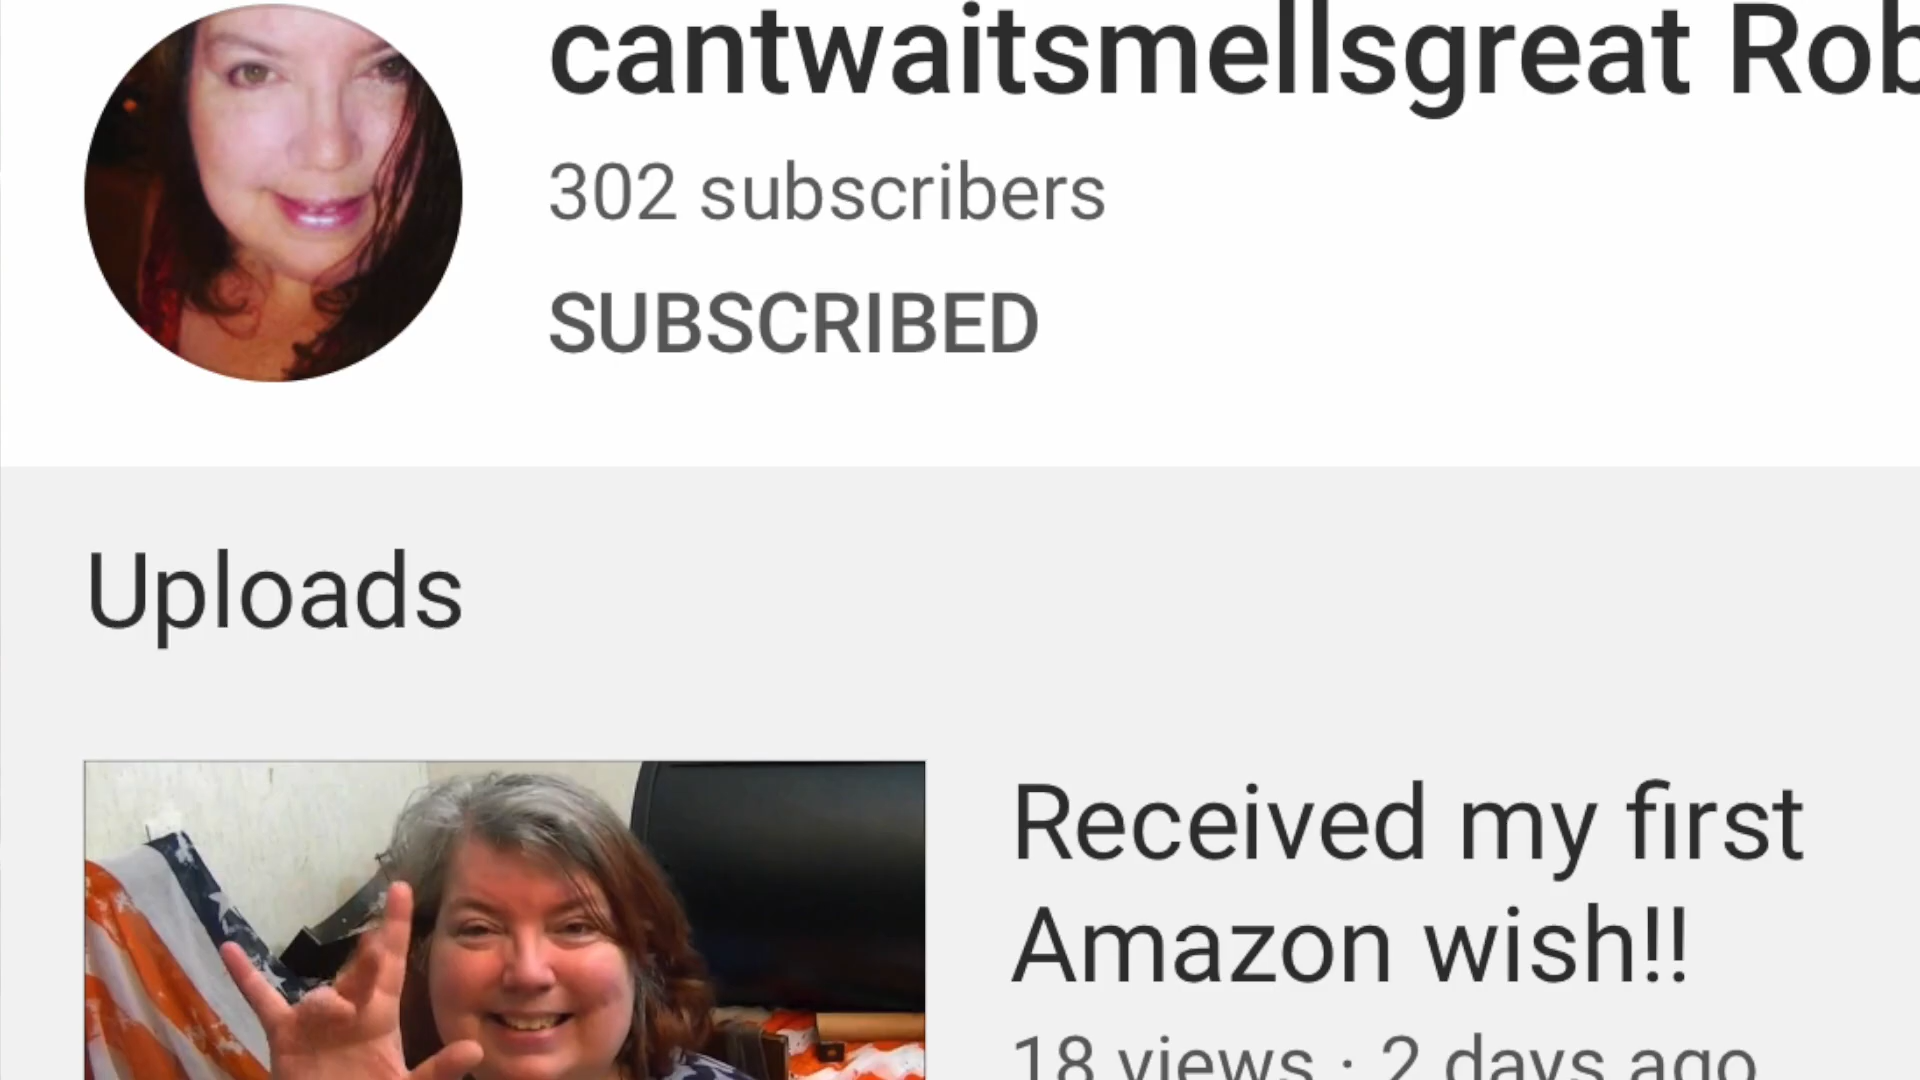 cantwaitsmellsgreat Rob
302 subscribers
SUBSCRIBED
Uploads
Received my first
Amazon wish!!
18 views · 2 days ago